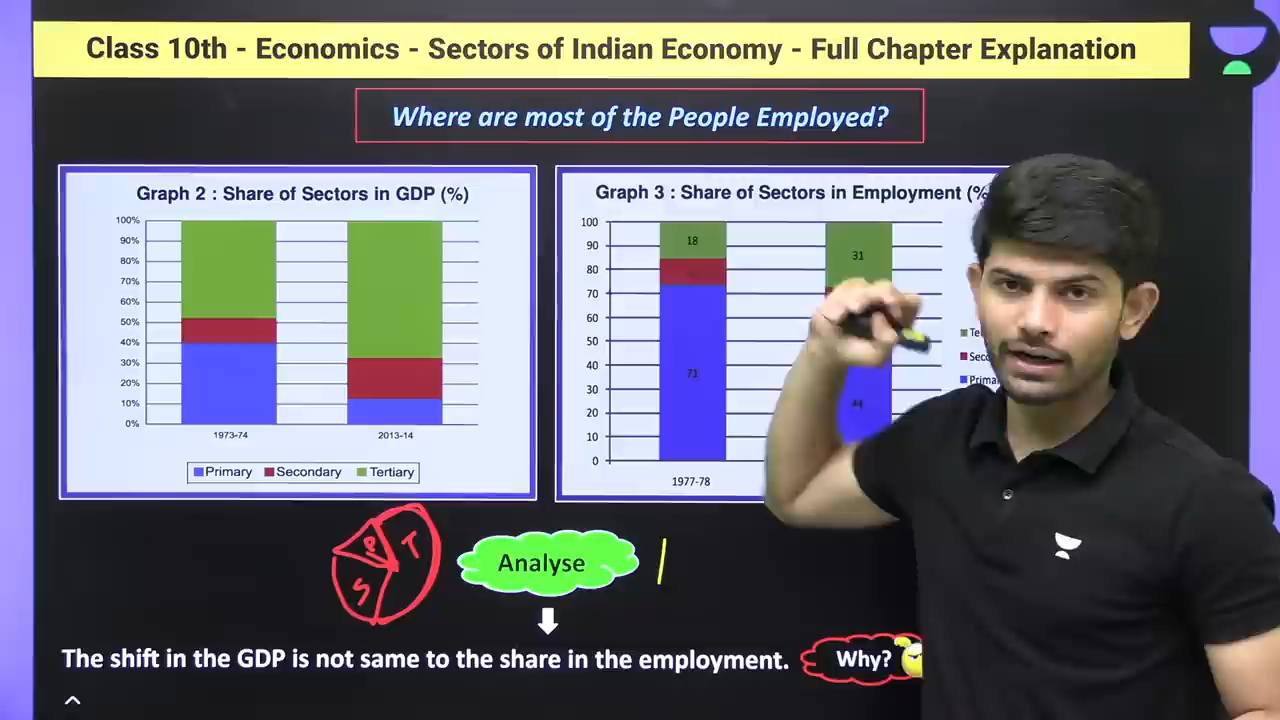 Class 10th - Economics - Sectors of Indian Economy - Full Chapter Explanation
Where are most of the People Employed?
Graph 2 : Share of Sectors in GDP (%)
100%
90%
80%
70%
60%
50%
40%
30%
20%
10%
0%
1973-74
2013-14
Primary Secondary Tertiary
Graph 3 : Share of Sectors in Employment (%
100
90
80
70
60
50
40
30
20
10
0
18
71
31
44
1977-78
P
T
S
Analyse
The shift in the GDP is not same to the share in the employment.
Why?